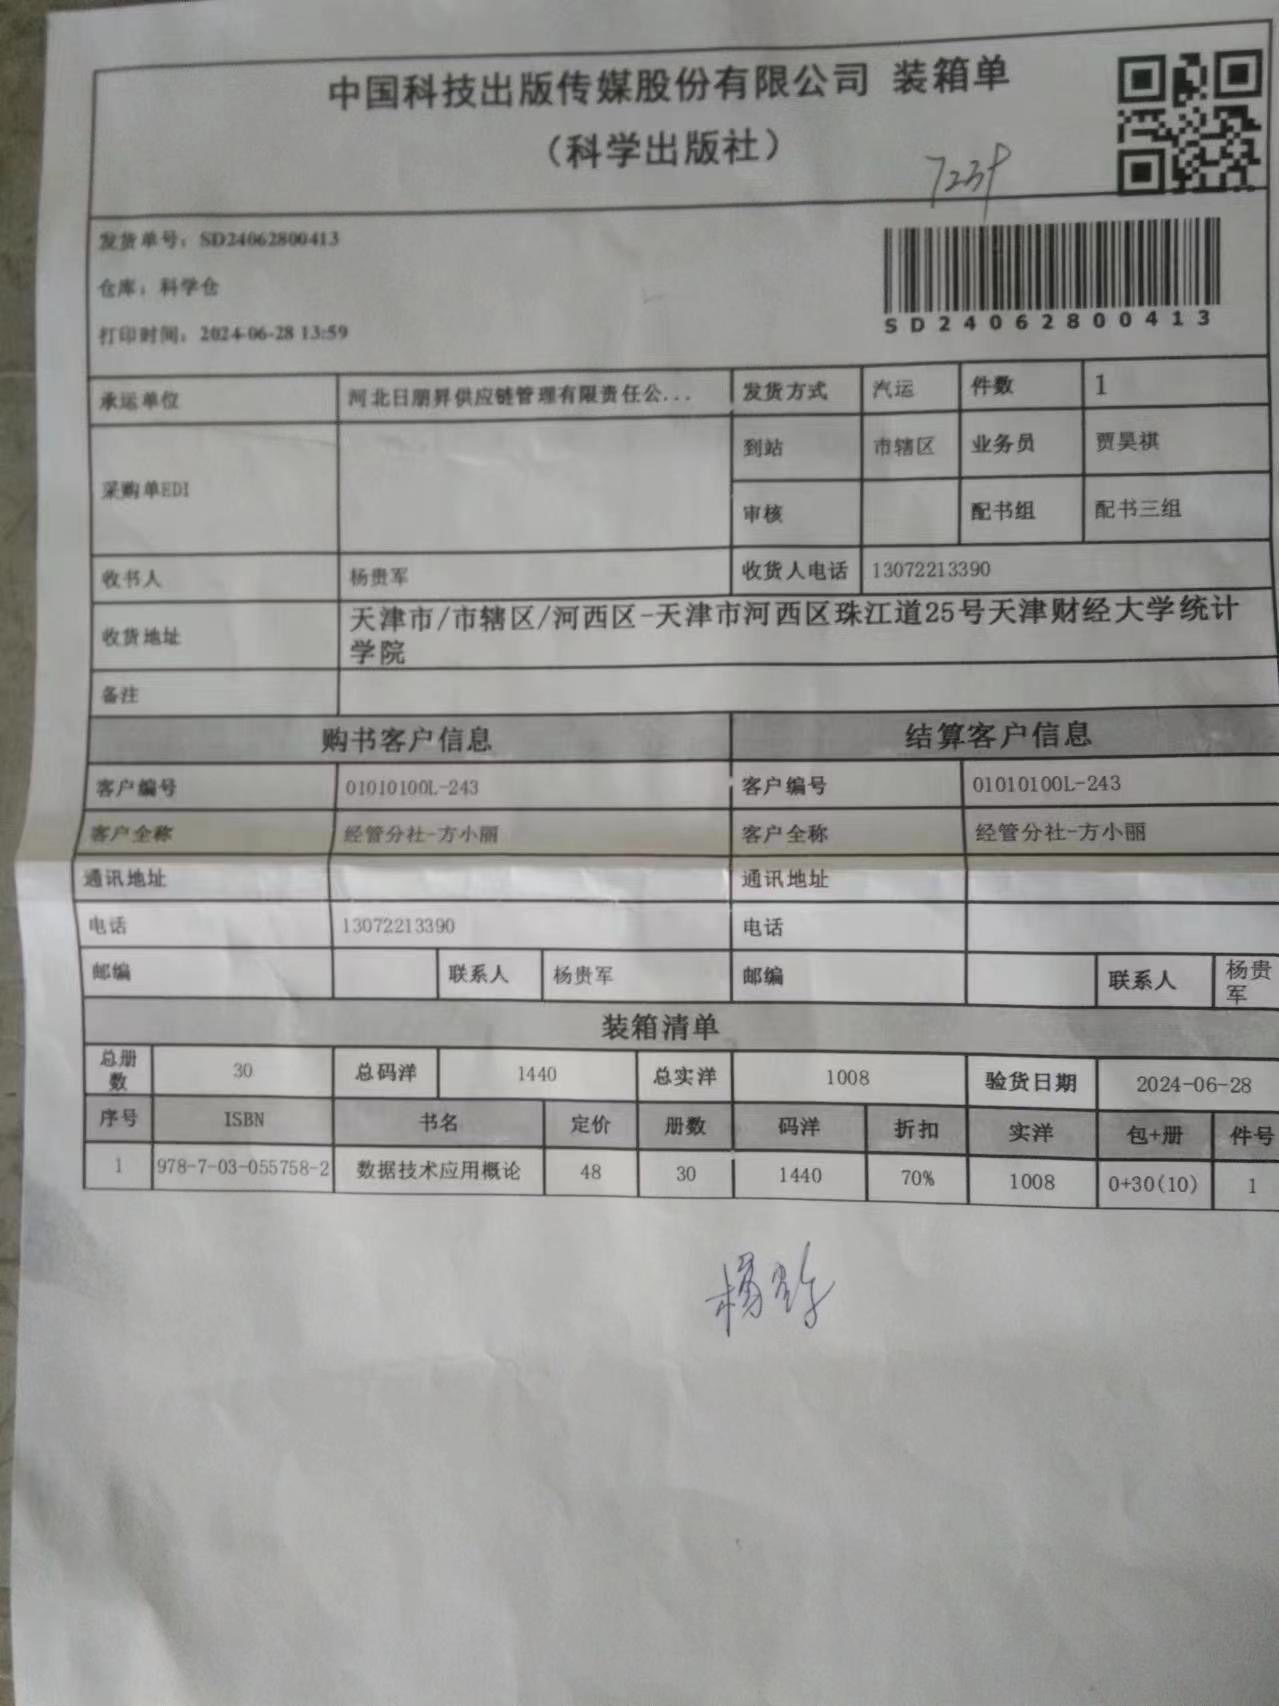 中国科技出版传媒股份有限公司 装箱单
（科学出版社）
发货单号：SD24062800413
仓库：科学仓
打印时间：2024-06-28 13:59
SD24062800413
承运单位 河北日朋昇供应链管理有限责任公... 发货方式 汽运 件数 1
采购单EDI 到站 市辖区 业务员 贾昊祺
审核 配书组 配书三组
收书人 杨贵军 收货人电话 13072213390
收货地址 天津市/市辖区/河西区-天津市河西区珠江道25号天津财经大学统计
学院
备注
购书客户信息 结算客户信息
客户编号 01010100L-243 客户编号 01010100L-243
客户全称 经管分社-方小丽 客户全称 经管分社-方小丽
通讯地址 通讯地址
电话 13072213390 电话
邮编 联系人 杨贵军 邮编 联系人 杨贵
军
装箱清单
总册
数 30 总码洋 1440 总实洋 1008 验货日期 2024-06-28
序号 ISBN 书名 定价 册数 码洋 折扣 实洋 包+册 件号
1 978-7-03-055758-2 数据技术应用概论 48 30 1440 70% 1008 0+30(10) 1
杨贵军